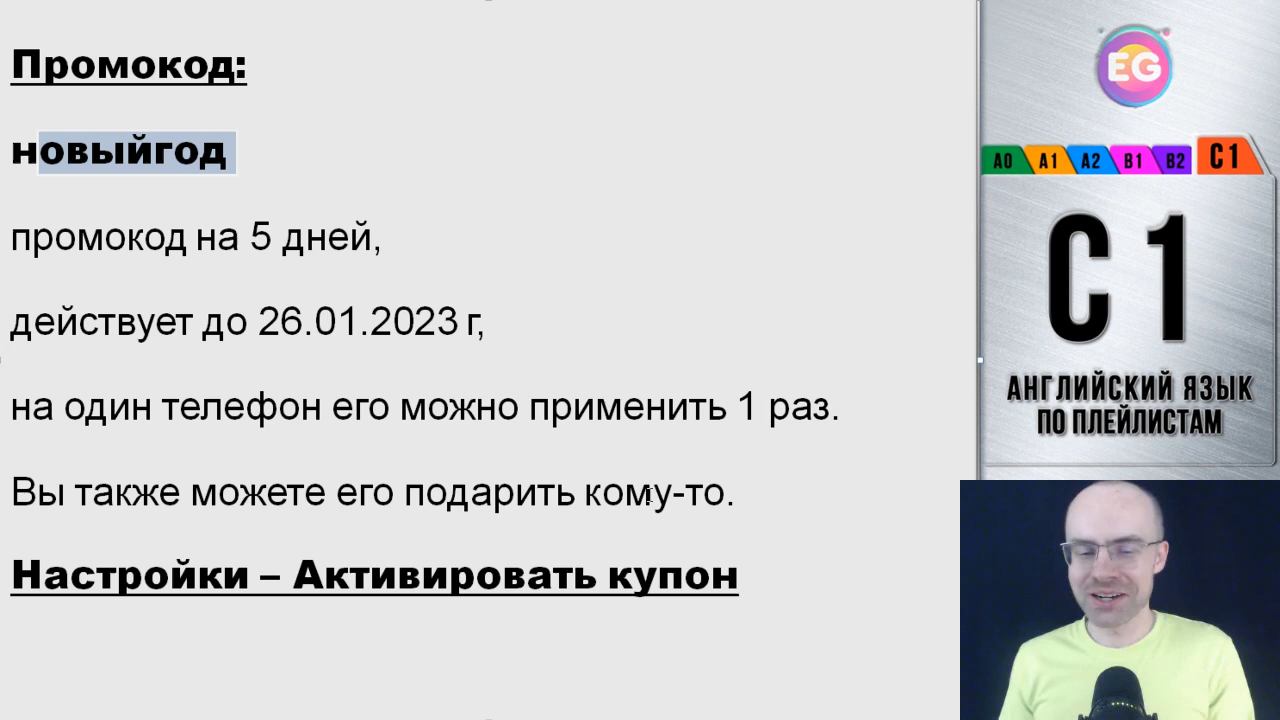 Промокод:
новыйгод
промокод на 5 дней,
действует до 26.01.2023 г,
на один телефон его можно применить 1 раз.
Вы также можете его подарить кому-то.
Настройки – Активировать купон
EG
A0 A1 A2 B1 B2 C1
C1
АНГЛИЙСКИЙ ЯЗЫК
ПО ПЛЕЙЛИСТАМ